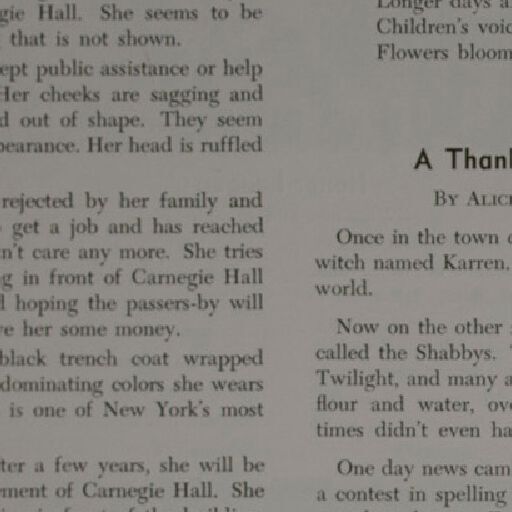 gie Hall. She seems to be
that is not shown.
ept public assistance or help
Her cheeks are sagging and
d out of shape. They seem
pearance. Her head is ruffled
rejected by her family and
get a job and has reached
n't care any more. She tries
g in front of Carnegie Hall
d hoping the passers-by will
ve her some money.
black trench coat wrapped
dominating colors she wears
is one of New York's most
ter a few years, she will be
ment of Carnegie Hall. She
Longer days a
Children's voic
Flowers bloom
A Thank
By Alice
Once in the town o
witch named Karren,
world.
Now on the other s
called the Shabbys.
Twilight, and many a
flour and water, ove
times didn't even ha
One day news cam
a contest in spelling